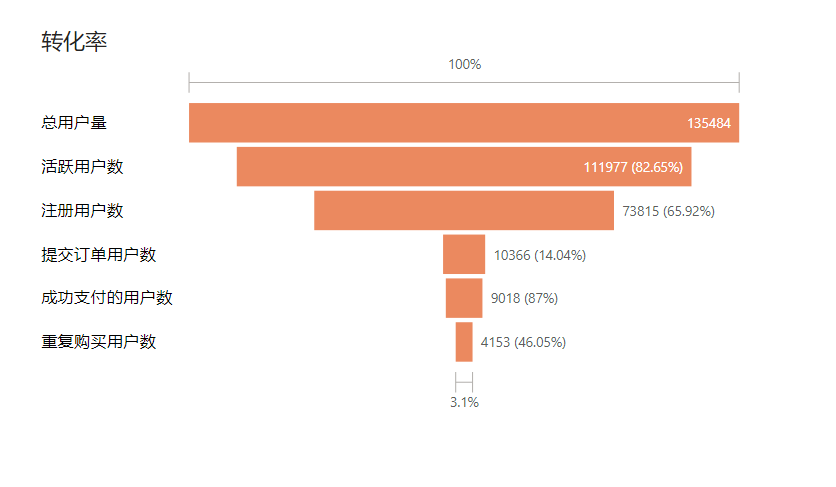 转化率
100%
总用户量 135484
活跃用户数 111977 (82.65%)
注册用户数 73815 (65.92%)
提交订单用户数 10366 (14.04%)
成功支付的用户数 9018 (87%)
重复购买用户数 4153 (46.05%)
3.1%